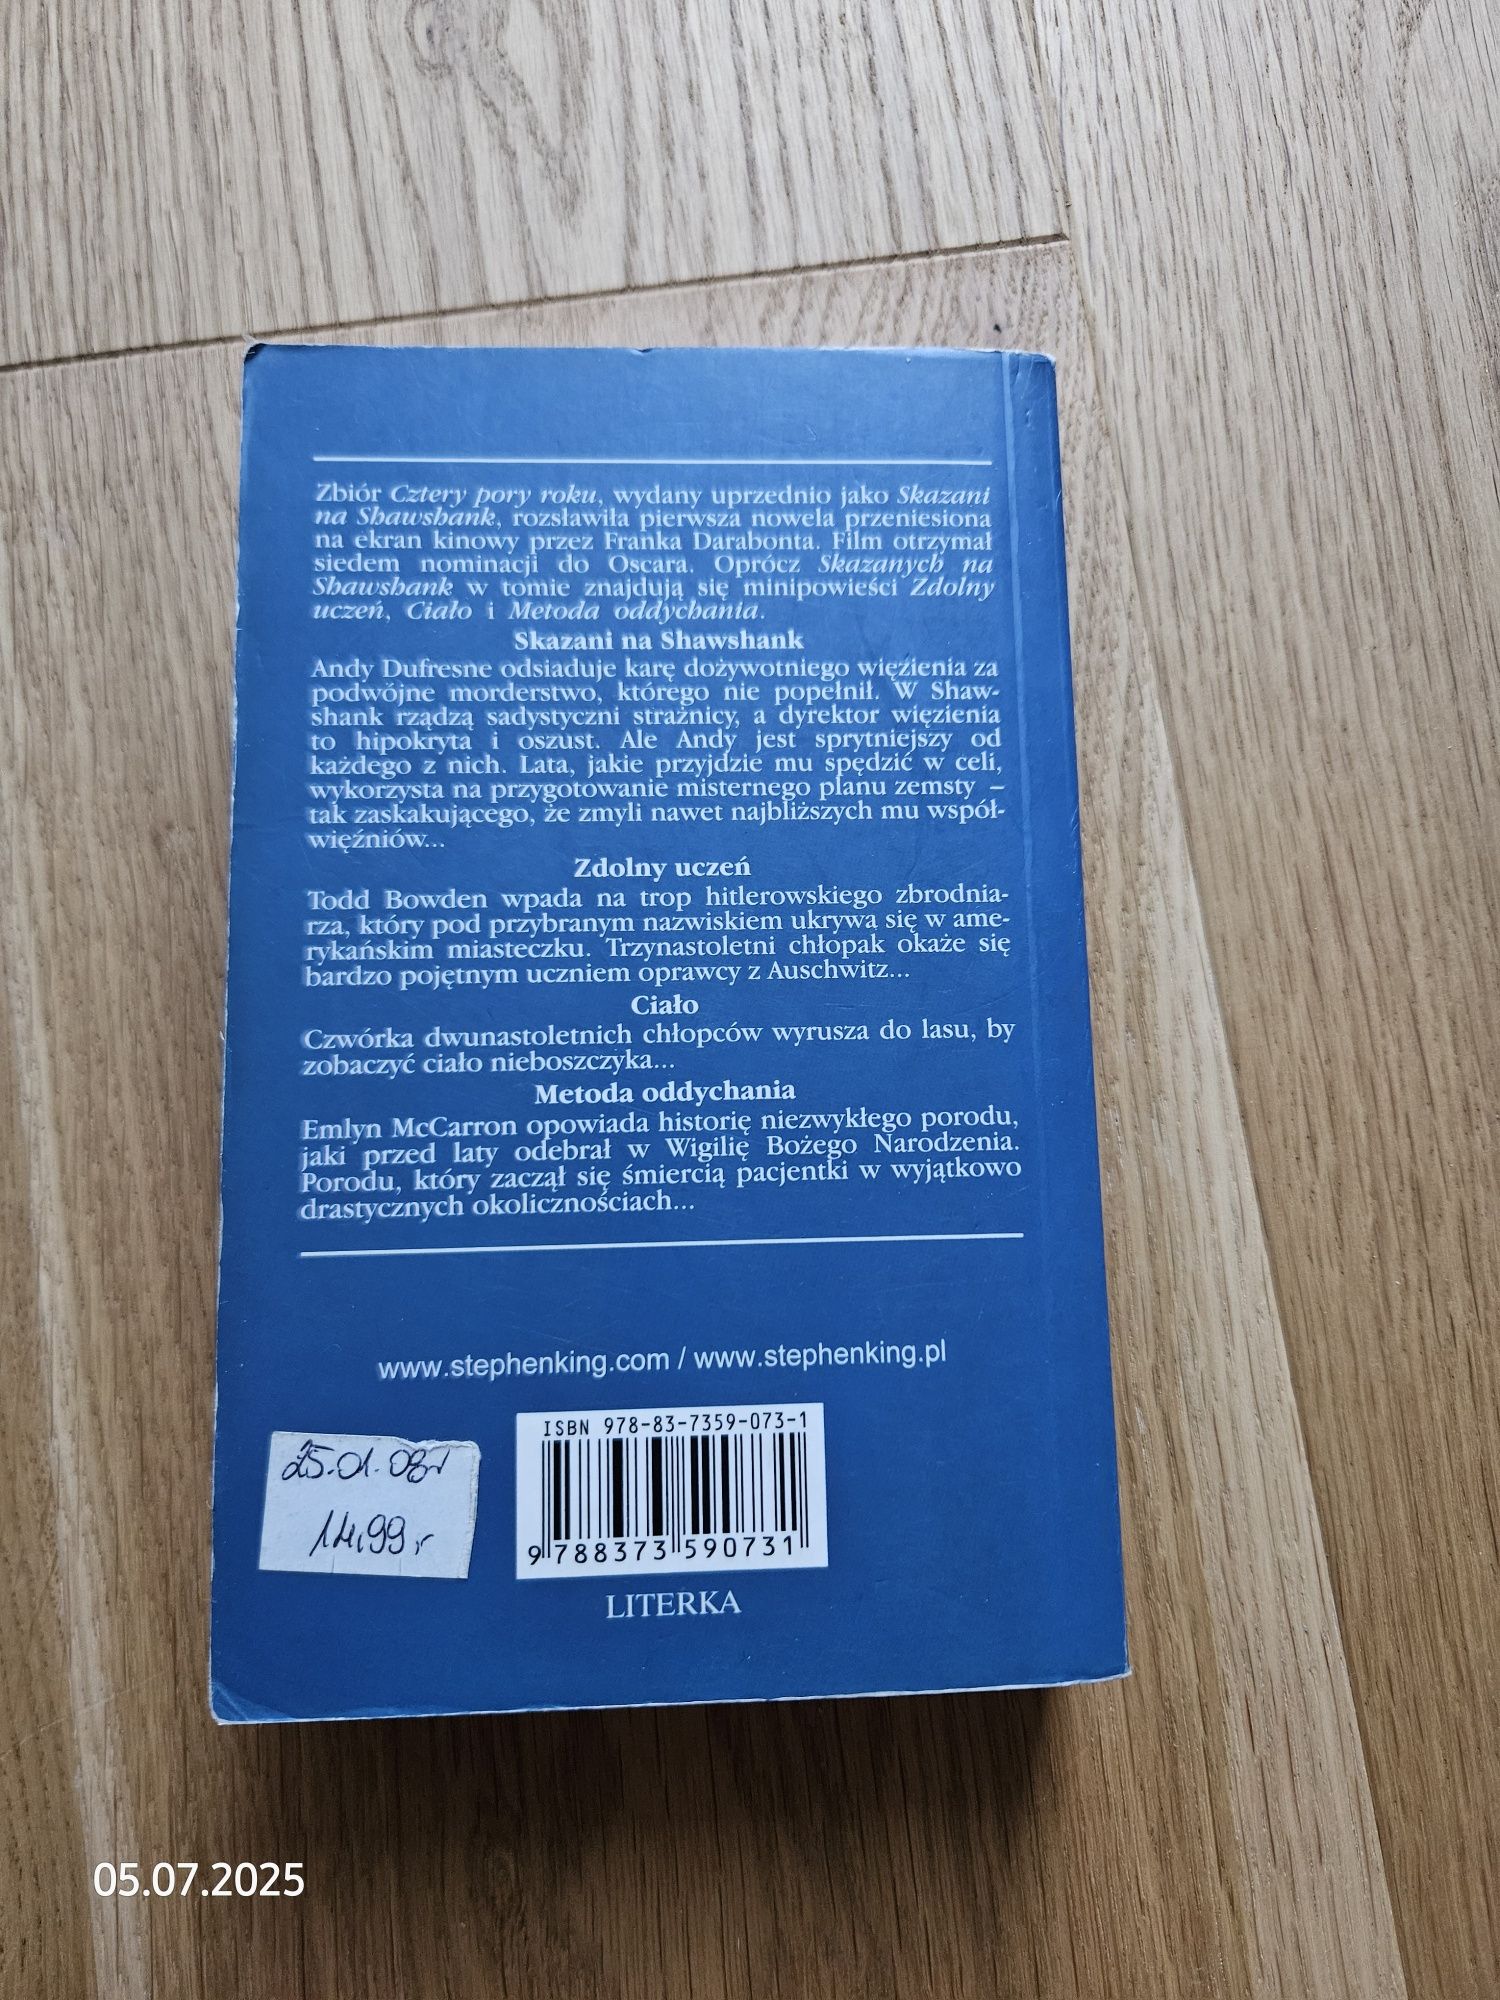 Zbiór Cztery pory roku, wydany uprzednio jako Skazani
na Shawshank, rozsławiła pierwsza nowela przeniesiona
na ekran kinowy przez Franka Darabonta. Film otrzymał
siedem nominacji do Oscara. Oprócz Skazanych na
Shawshank w tomie znajdują się minipowieści Zdolny
uczeń, Ciało i Metoda oddychania.
Skazani na Shawshank
Andy Dufresne odsiaduje karę dożywotniego więzienia za
podwójne morderstwo, którego nie popełnił. W Shaw-
shank rządzą sadystyczni strażnicy, a dyrektor więzienia
to hipokryta i oszust. Ale Andy jest sprytniejszy od
każdego z nich. Lata, jakie przyjdzie mu spędzić w celi,
wykorzysta na przygotowanie misternego planu zemsty –
tak zaskakującego, że zmyli nawet najbliższych mu współ-
więźniów...
Zdolny uczeń
Todd Bowden wpada na trop hitlerowskiego zbrodnia-
rza, który pod przybranym nazwiskiem ukrywa się w ame-
rykańskim miasteczku. Trzynastoletni chłopak okaże się
bardzo pojętnym uczniem oprawcy z Auschwitz...
Ciało
Czwórka dwunastoletnich chłopców wyrusza do lasu, by
zobaczyć ciało nieboszczyka...
Metoda oddychania
Emlyn McCarron opowiada historię niezwykłego porodu,
jaki przed laty odebrał w Wigilię Bożego Narodzenia.
Porodu, który zaczął się śmiercią pacjentki w wyjątkowo
drastycznych okolicznościach...
www.stephenking.com / www.stephenking.pl
ISBN 978-83-7359-073-1
9 788373 590731
LITERKA
25.01.08r
14,99,r
05.07.2025